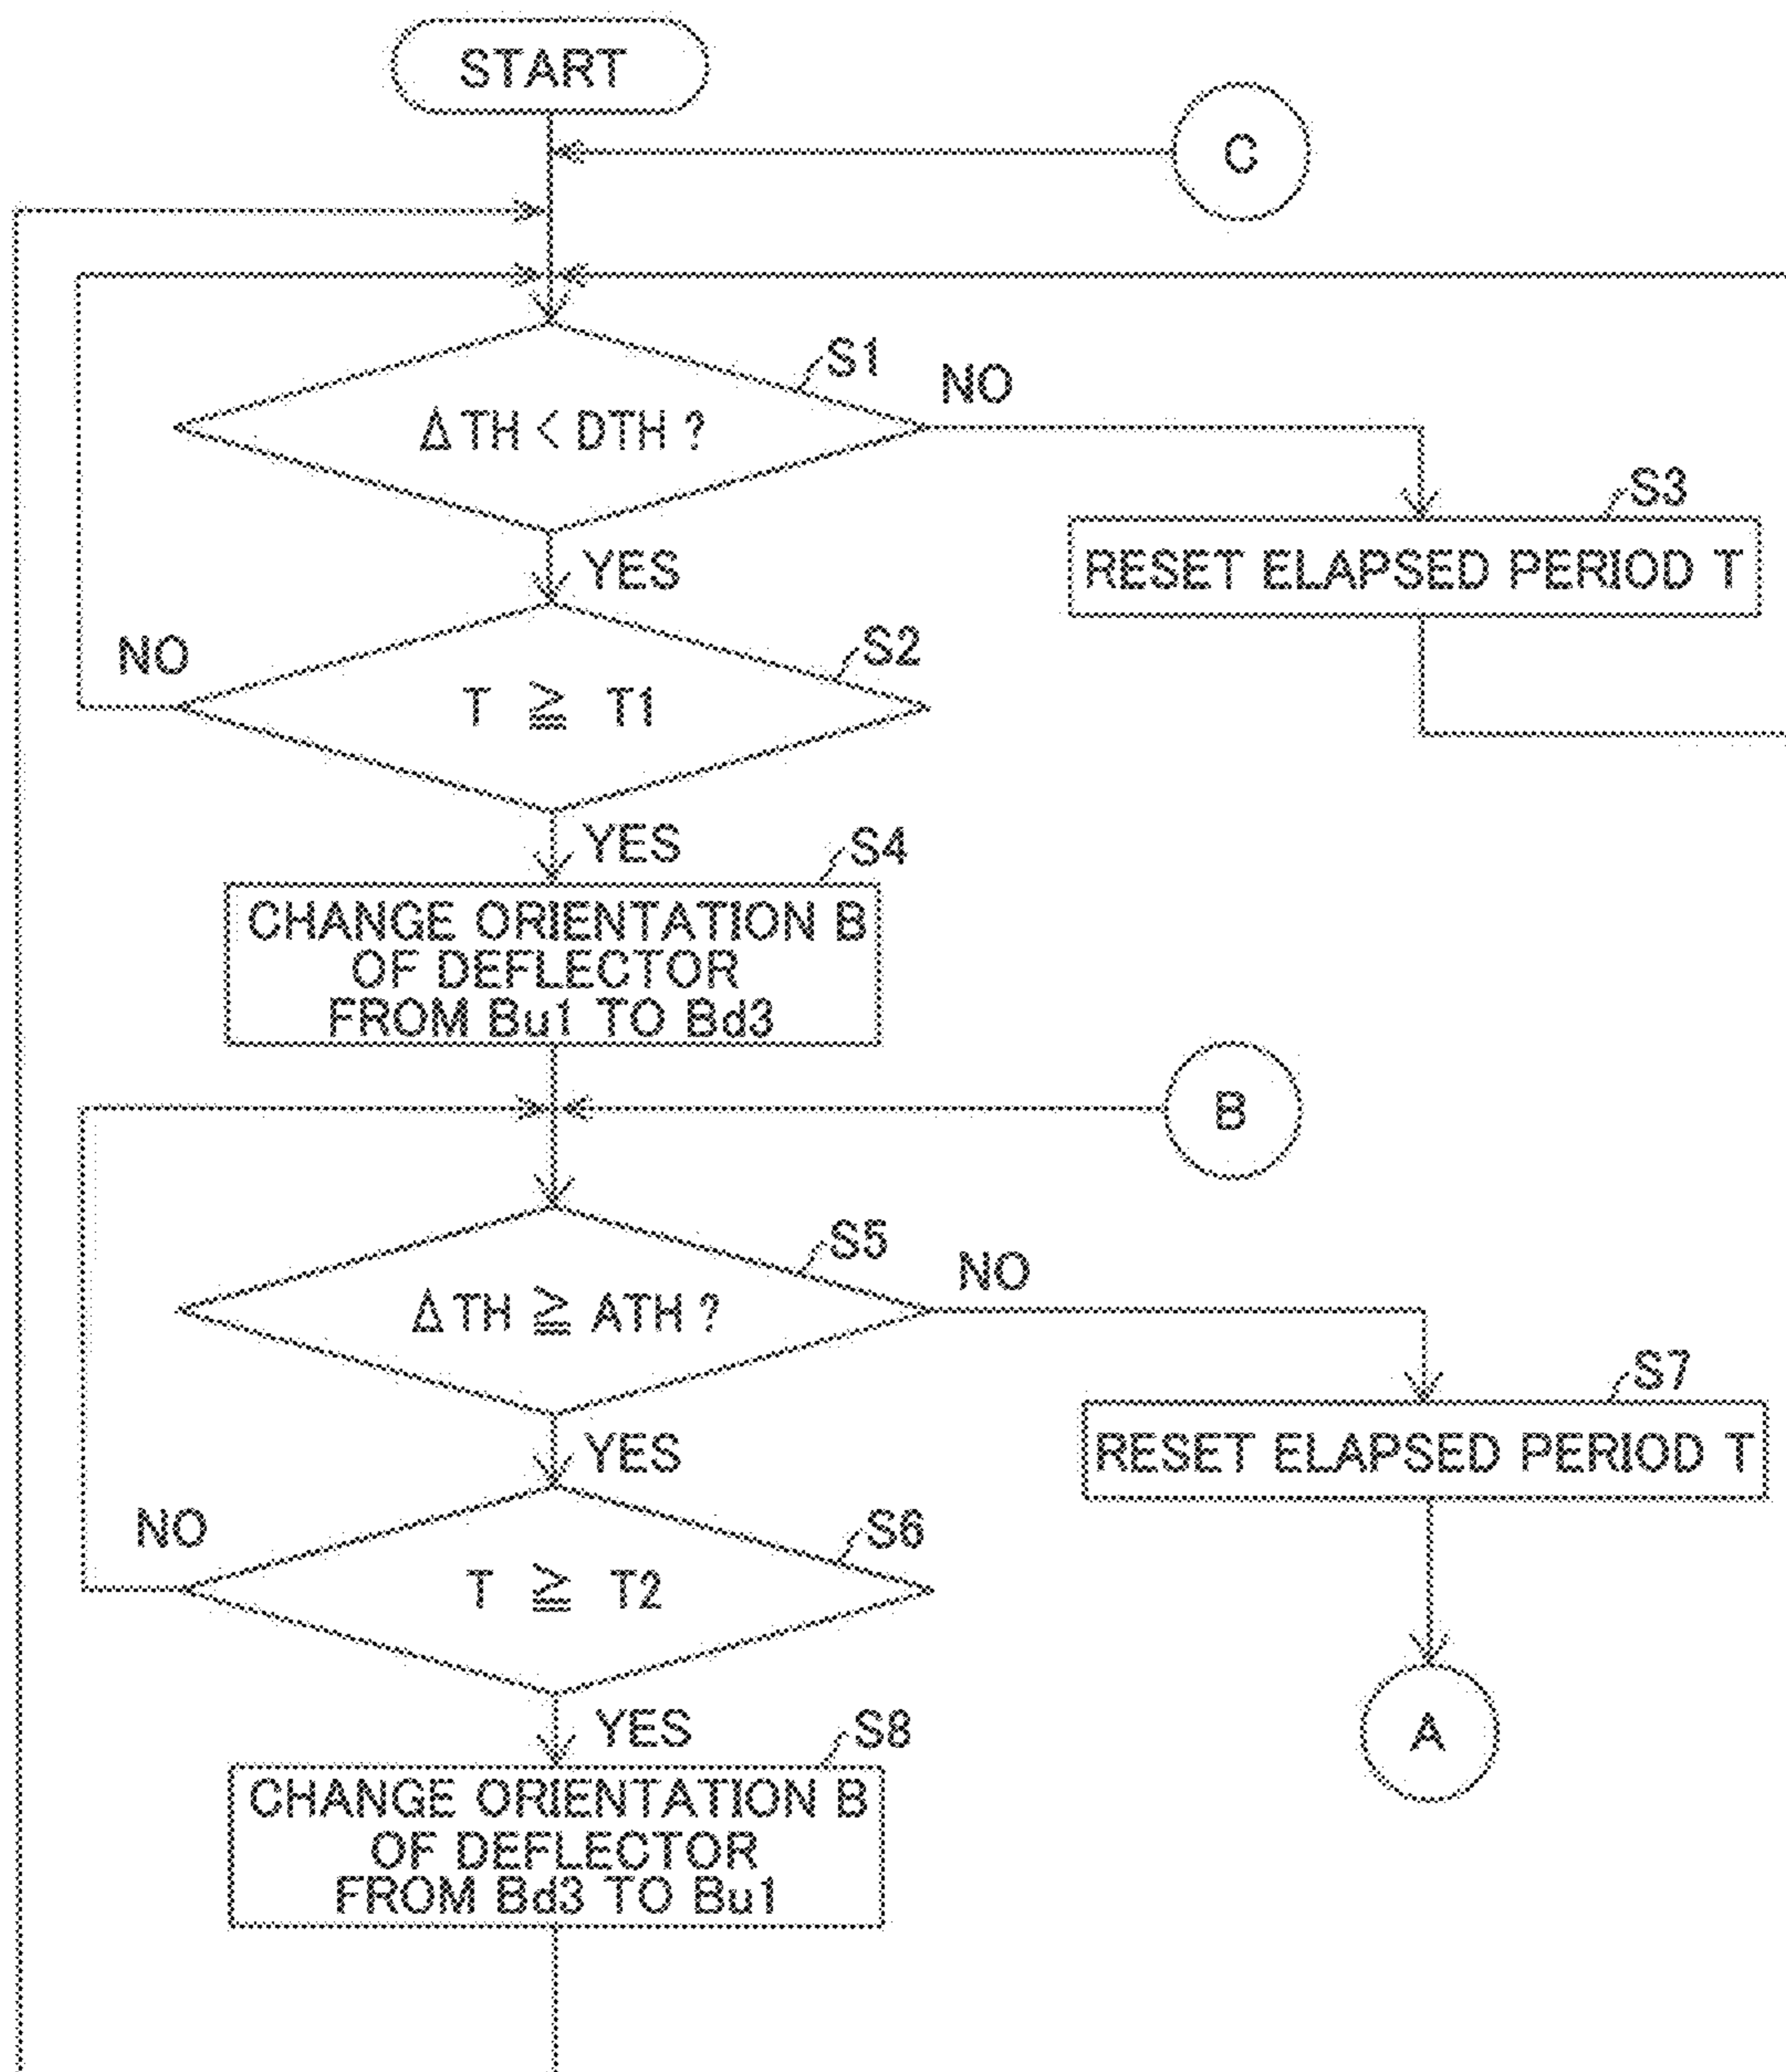 START
C
S1
NO
Δ TH < DTH ?
S3
RESET ELAPSED PERIOD T
YES
NO
S2
T ≧ T1
YES
S4
CHANGE ORIENTATION B
OF DEFLECTOR
FROM Bu1 TO Bd3
B
S5
NO
Δ TH ≧ ATH ?
S7
RESET ELAPSED PERIOD T
YES
NO
S6
T ≧ T2
A
YES
S8
CHANGE ORIENTATION B
OF DEFLECTOR
FROM Bd3 TO Bu1